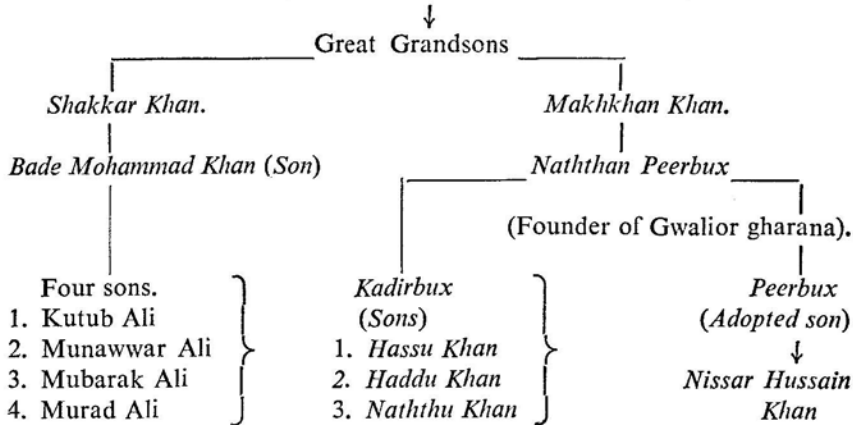 Great Grandsons
Shakkar Khan. Makhkhan Khan.
Bade Mohammad Khan (Son) Naththan Peerbux
(Founder of Gwalior gharana).
Four sons. Kadirbux Peerbux
1. Kutub Ali (Sons) (Adopted son)
2. Munawwar Ali 1. Hassu Khan
3. Mubarak Ali 2. Haddu Khan Nissar Hussain
4. Murad Ali 3. Naththu Khan Khan